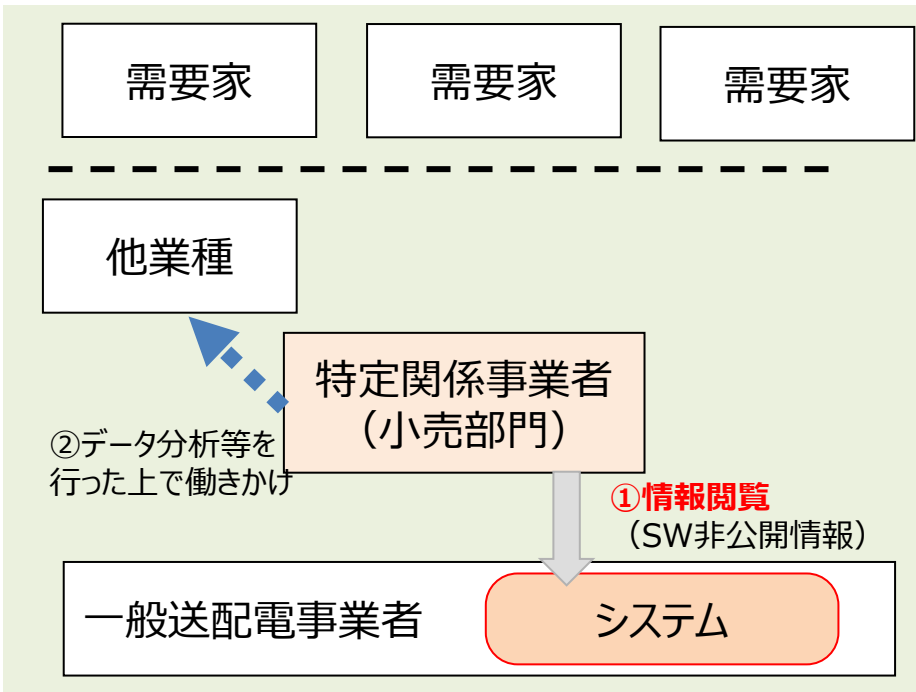 需要家
需要家
需要家
他業種
特定関係事業者
（小売部門）
②データ分析等を
行った上で働きかけ
①情報閲覧
（SW非公開情報）
一般送配電事業者
システム